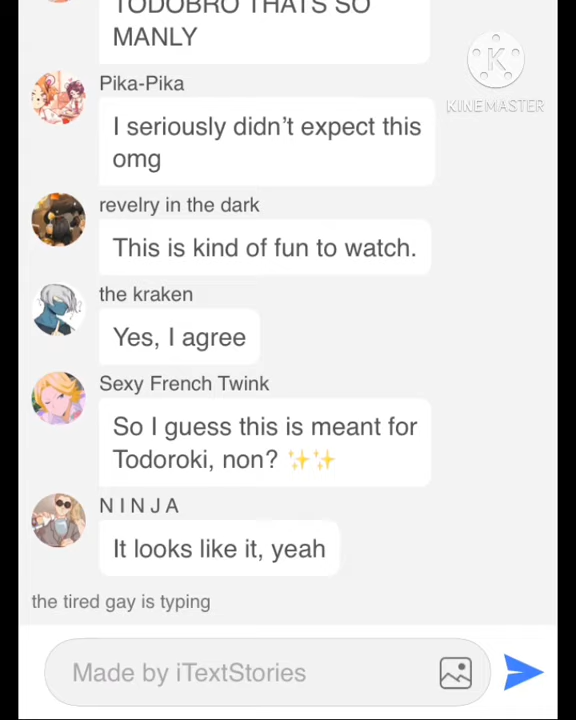 TODOBRO THATS SO
MANLY
K
KINEMASTER
Pika-Pika
I seriously didn’t expect this
omg
revelry in the dark
This is kind of fun to watch.
the kraken
Yes, I agree
Sexy French Twink
So I guess this is meant for
Todoroki, non? ✨✨
N I N J A
It looks like it, yeah
the tired gay is typing
Made by iTextStories